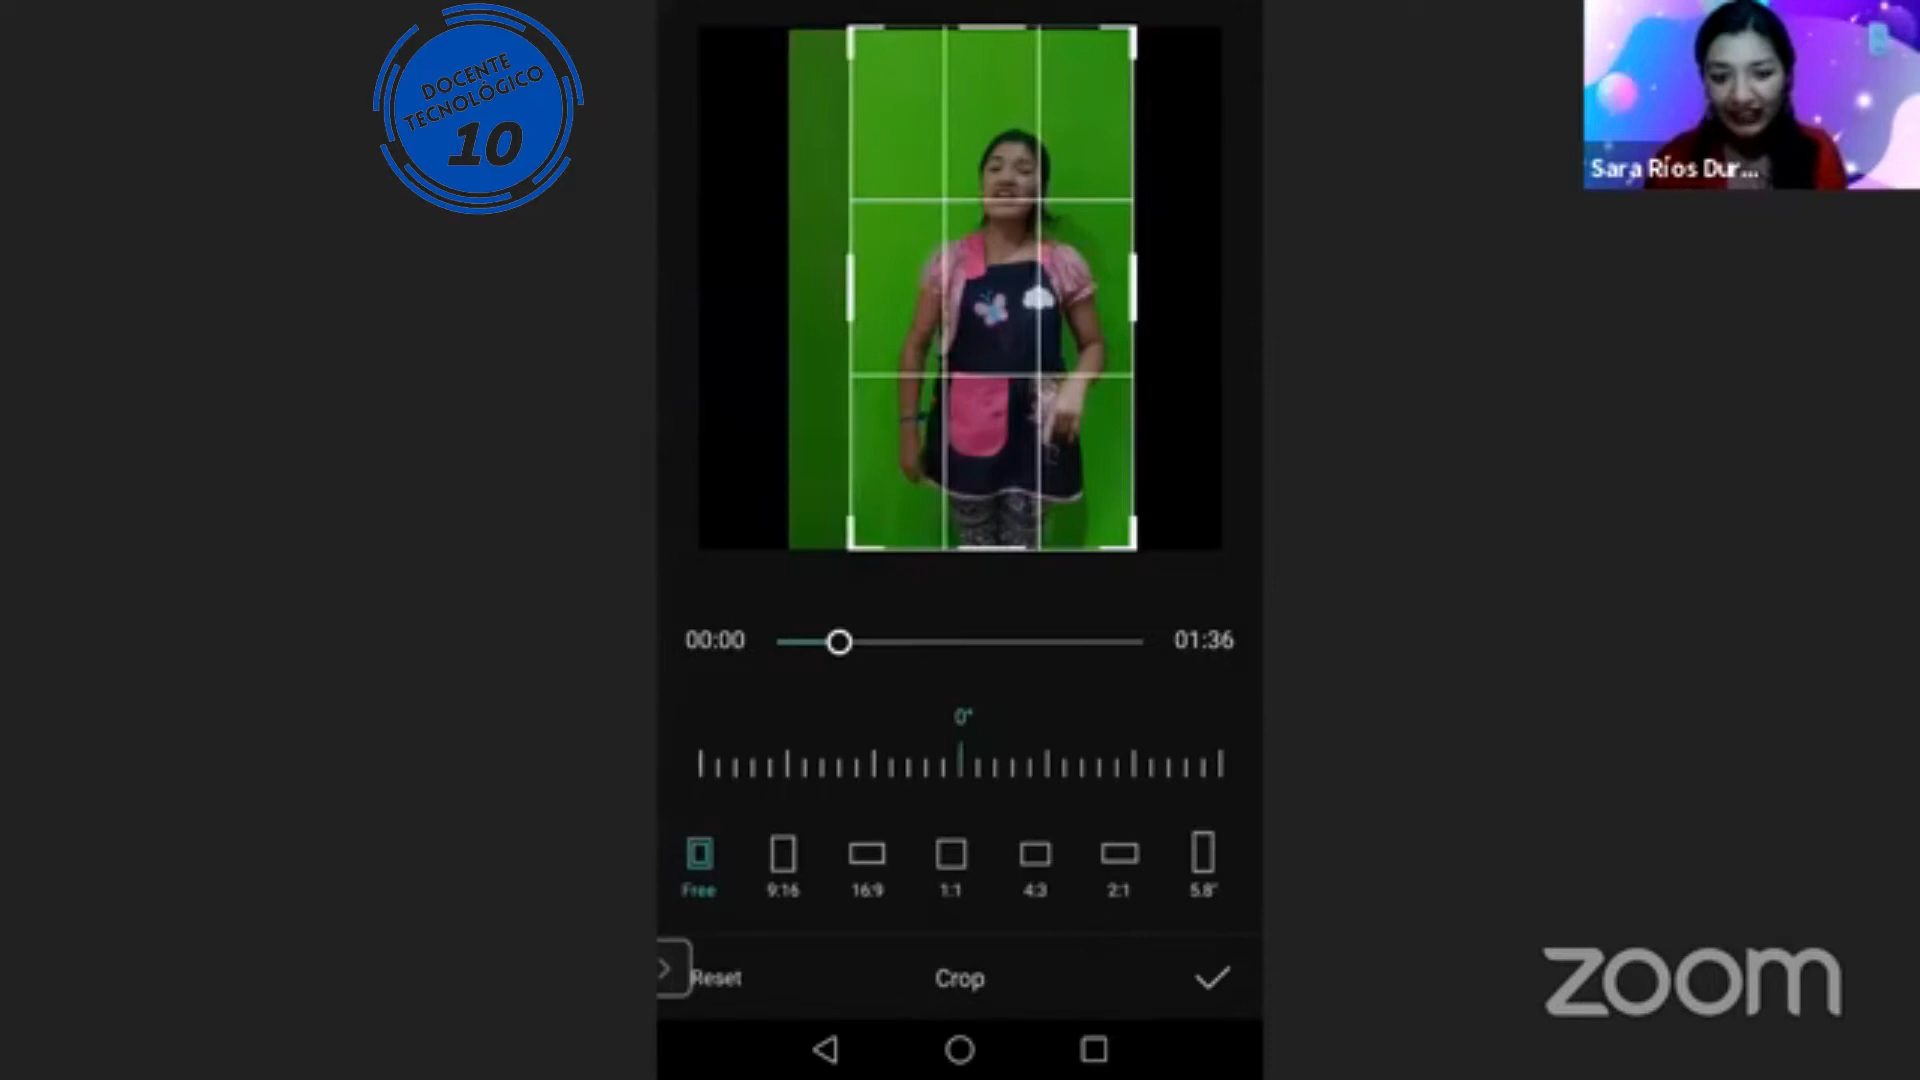 DOCENTE
TECNOLÓGICO
10
Sara Ríos Dur...
00:00
01:36
0°
Free
9:16
16:9
1:1
4:3
2:1
5.8"
Reset
Crop
zoom